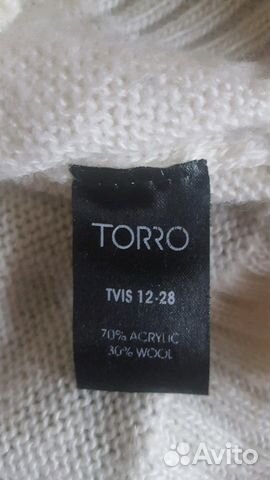 TORRO
TVIS 12-28
70% ACRYLIC
30% WOOL
Avito